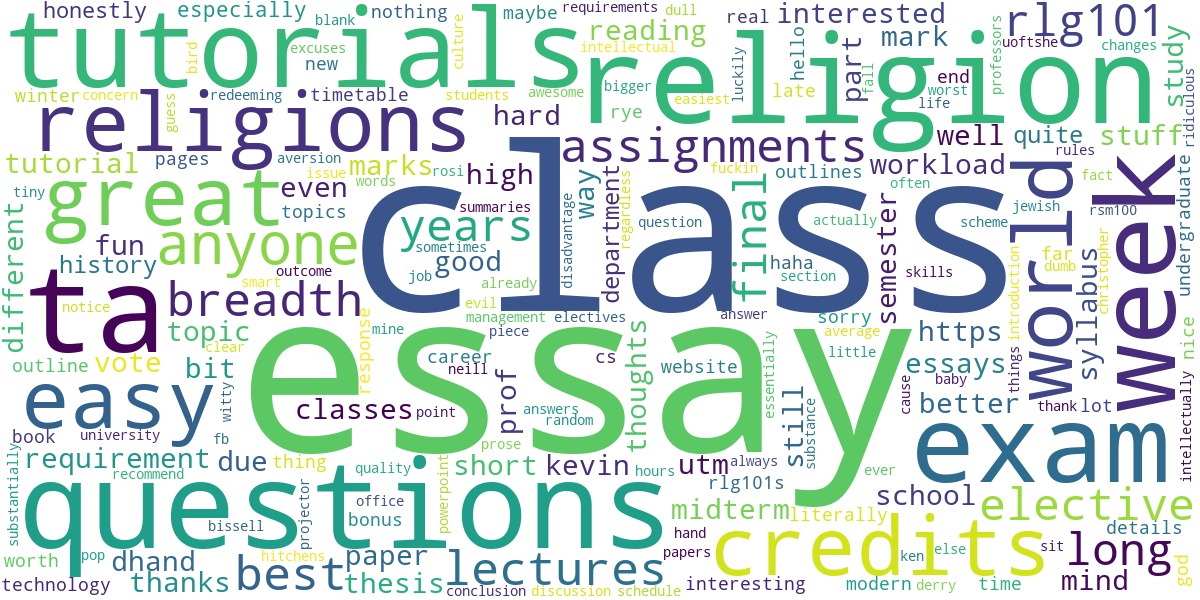 honestly
especially
blank
nothing
maybe
requirements
dull
real
interested
rlg101
tutorials
bird
excuses
new
culture
reading
intellectual
mark
part
hello
professors
uoftshe
changes
study
winter
concern
guess
redeeming
timetable
students
awesome
religion
bigger
easiest
luckily
late
fall
end
worst
life
ridiculous
religions
hard
rye
assignments
well
quite
stuff
rules
tutorial
pages
aversion
issue
words
marks
rosi
high
way
department
regardless
fuckin
outlines
workload
often
fact
undergraduate
tiny
great
even
topics
years
summaries
class
disadvantage
question
final
actually
semester
scheme
jewish
rsm100
world
week
different
fun
history
anyone
sometimes
good
job
haha
section
skills
far
dumb
christopher
syllabus
introduction
ta
smart
outcome
already
evil
management
electives
answer
sorry
notice
breadth
topic
clear
response
mine
piece
thoughts
average
little
https
outline
vote
bit
career
neill
cs
website
essentially
essay
essays
things
nice
easy
witty
classes
point
prof
answers
random
still
substance
cause
baby
better
thank
lot
intellectually
book
university
fb
prose
exam
substantially
requirement
due
thing
quality
short
kevin
hours
utm
always
ever
recommend
rlg101s
questions
projector
office
bonus
powerpoint
midterm
literally
school
elective
details
bissell
hand
credits
worth
pop
dhand
hitchens
paper
lectures
papers
ken
else
sit
long
technology
thanks
best
thesis
conclusion
discussion
schedule
interesting
modern
derry
time
mind
god